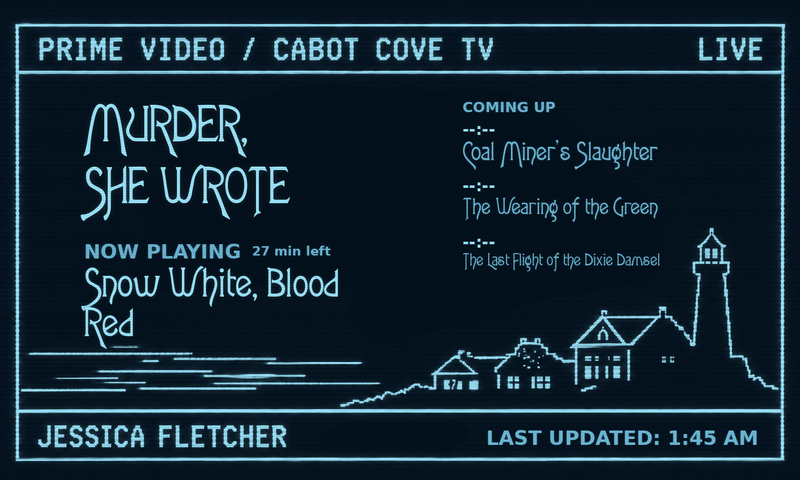 PRIME VIDEO / CABOT COVE TV
LIVE
MURDER,
SHE WROTE
NOW PLAYING 27 min left
Snow White, Blood
Red
COMING UP
--:--
Coal Miner's Slaughter
--:--
The Wearing of the Green
--:--
The Last Flight of the Dixie Damsel
JESSICA FLETCHER
LAST UPDATED: 1:45 AM